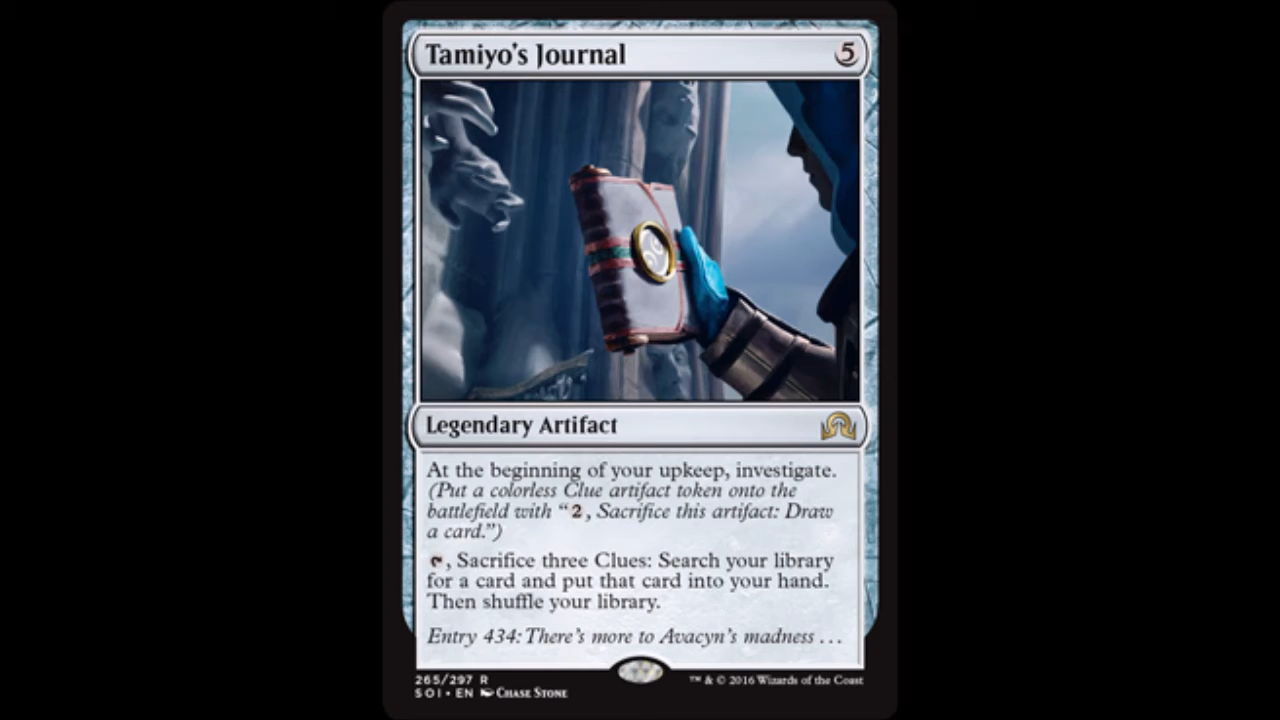 Tamiyo's Journal 5
Legendary Artifact
At the beginning of your upkeep, investigate.
(Put a colorless Clue artifact token onto the
battlefield with “2, Sacrifice this artifact: Draw
a card.”)
, Sacrifice three Clues: Search your library
for a card and put that card into your hand.
Then shuffle your library.
Entry 434: There's more to Avacyn's madness . . .
265/297 R
SOI • EN CHASE STONE
™ & © 2016 Wizards of the Coast